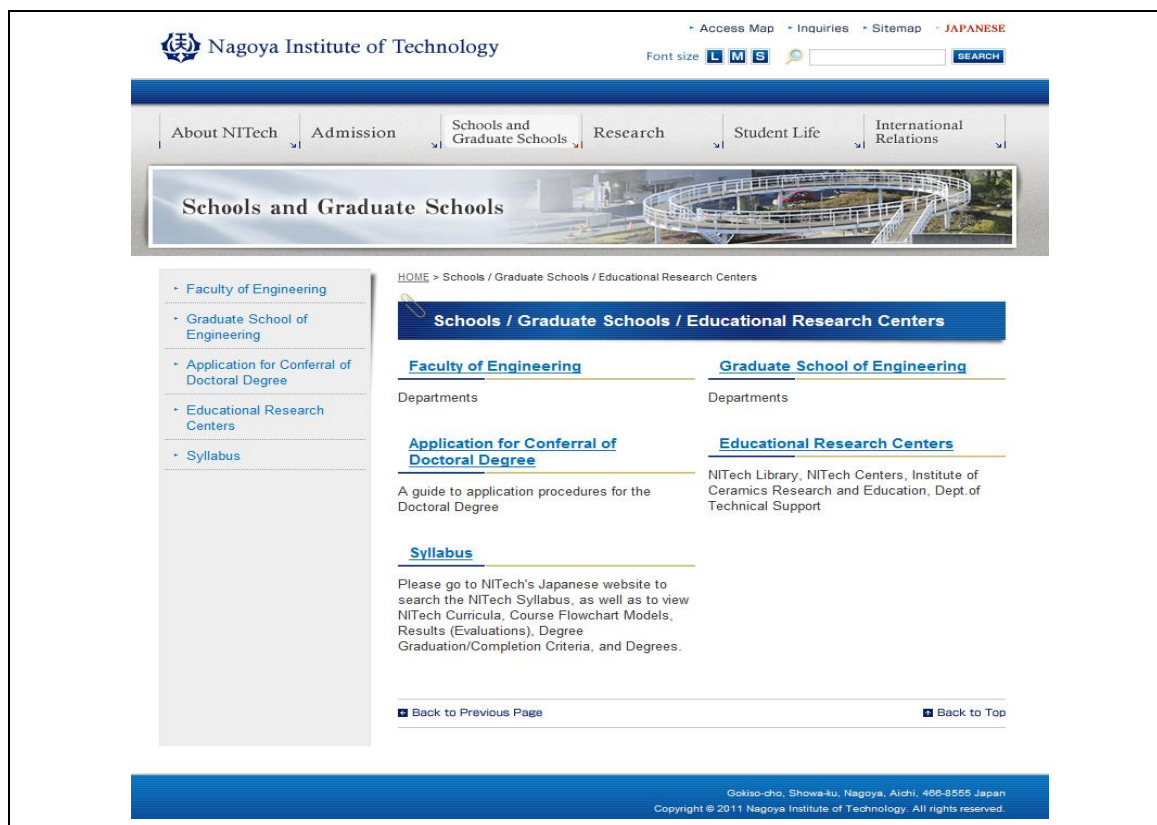 Nagoya Institute of Technology
Access Map Inquiries Sitemap JAPANESE
Font size L M S SEARCH
About NITech
Admission
Schools and
Graduate Schools
Research
Student Life
International
Relations
Schools and Graduate Schools
Faculty of Engineering
Graduate School of
Engineering
Application for Conferral of
Doctoral Degree
Educational Research
Centers
Syllabus
HOME > Schools / Graduate Schools / Educational Research Centers
Schools / Graduate Schools / Educational Research Centers
Faculty of Engineering
Departments
Graduate School of Engineering
Departments
Application for Conferral of
Doctoral Degree
A guide to application procedures for the
Doctoral Degree
Educational Research Centers
NITech Library, NITech Centers, Institute of
Ceramics Research and Education, Dept.of
Technical Support
Syllabus
Please go to NITech's Japanese website to
search the NITech Syllabus, as well as to view
NITech Curricula, Course Flowchart Models,
Results (Evaluations), Degree
Graduation/Completion Criteria, and Degrees.
Back to Previous Page
Back to Top
Gokiso-cho, Showa-ku, Nagoya, Aichi, 466-8555 Japan
Copyright © 2011 Nagoya Institute of Technology. All rights reserved.